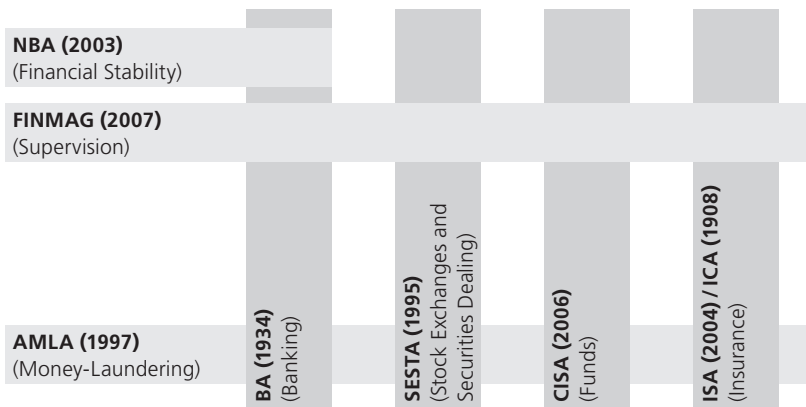 NBA (2003)
(Financial Stability)
FINMAG (2007)
(Supervision)
AMLA (1997)
(Money-Laundering)
BA (1934)
(Banking)
SESTA (1995)
(Stock Exchanges and
Securities Dealing)
CISA (2006)
(Funds)
ISA (2004) / ICA (1908)
(Insurance)